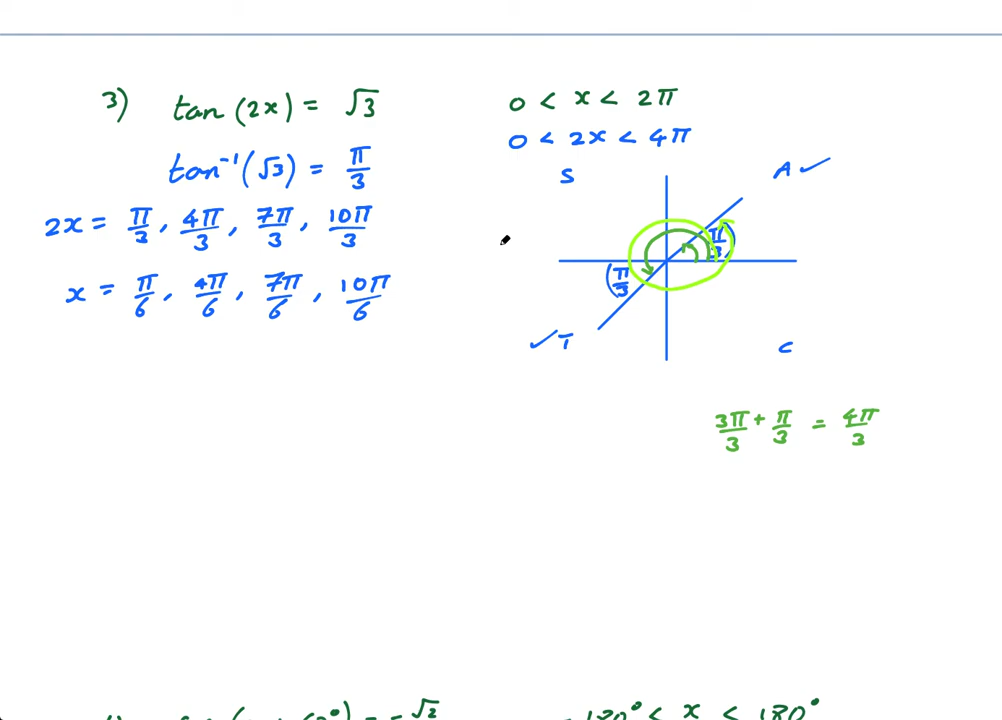 3) tan (2x) = √3 0 < x < 2π
tan⁻¹(√3) = π/3 0 < 2x < 4π
S A ✓
2x = π/3, 4π/3, 7π/3, 10π/3
π/3
π/3
x = π/6, 4π/6, 7π/6, 10π/6
✓ T C
3π/3 + π/3 = 4π/3
< x < 180°